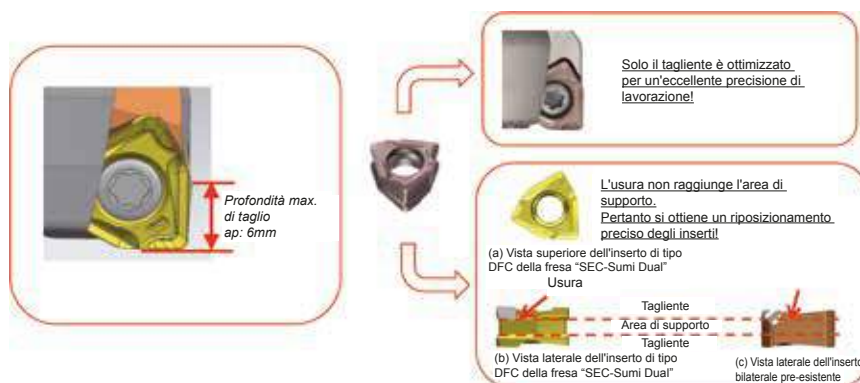 Profondità max.
di taglio
ap: 6mm
Solo il tagliente è ottimizzato
per un'eccellente precisione di
lavorazione!
L'usura non raggiunge l'area di
supporto.
Pertanto si ottiene un riposizionamento
preciso degli inserti!
(a) Vista superiore dell'inserto di tipo
DFC della fresa “SEC-Sumi Dual”
Usura
Tagliente
Area di supporto
Tagliente
(b) Vista laterale dell'inserto di tipo
DFC della fresa “SEC-Sumi Dual”
(c) Vista laterale dell'inserto
bilaterale pre-esistente